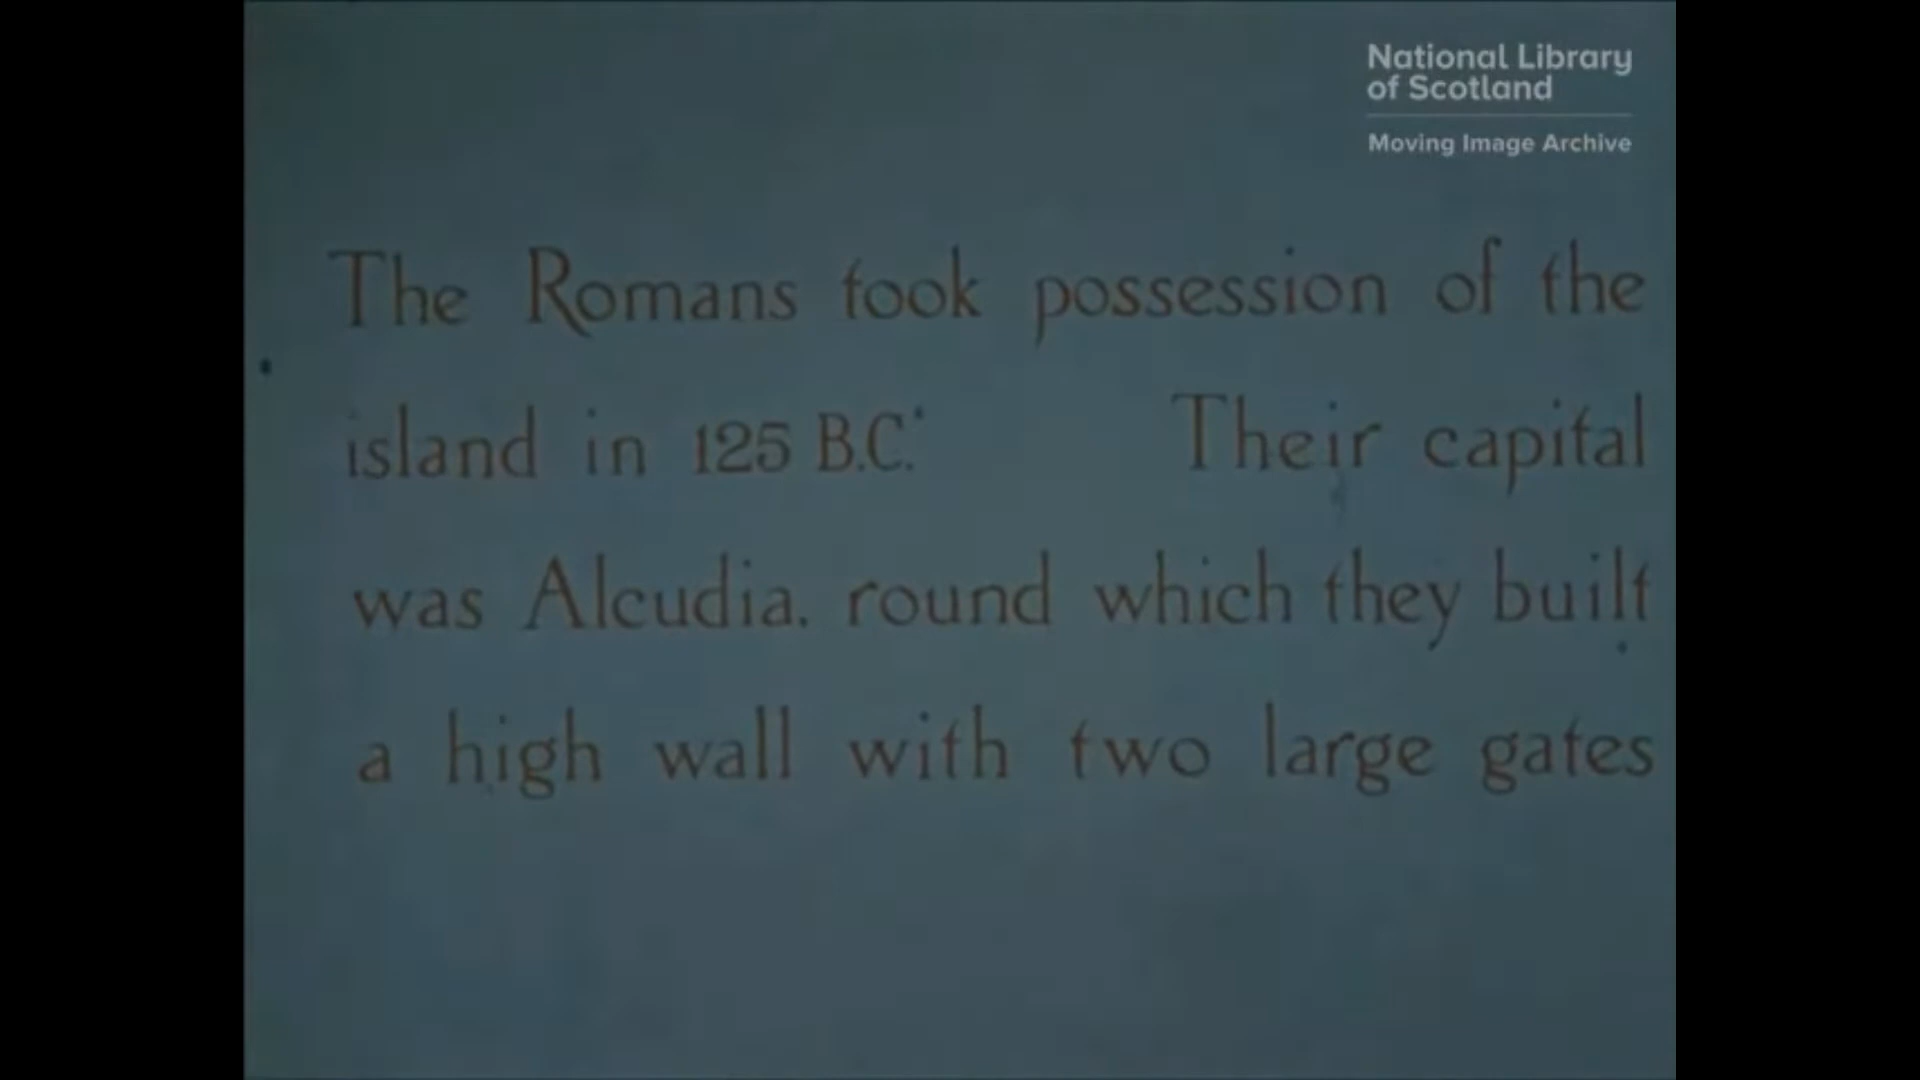 National Library
of Scotland
Moving Image Archive
The Romans took possession of the
island in 125 B.C. Their capital
was Alcudia. round which they built
a high wall with two large gates